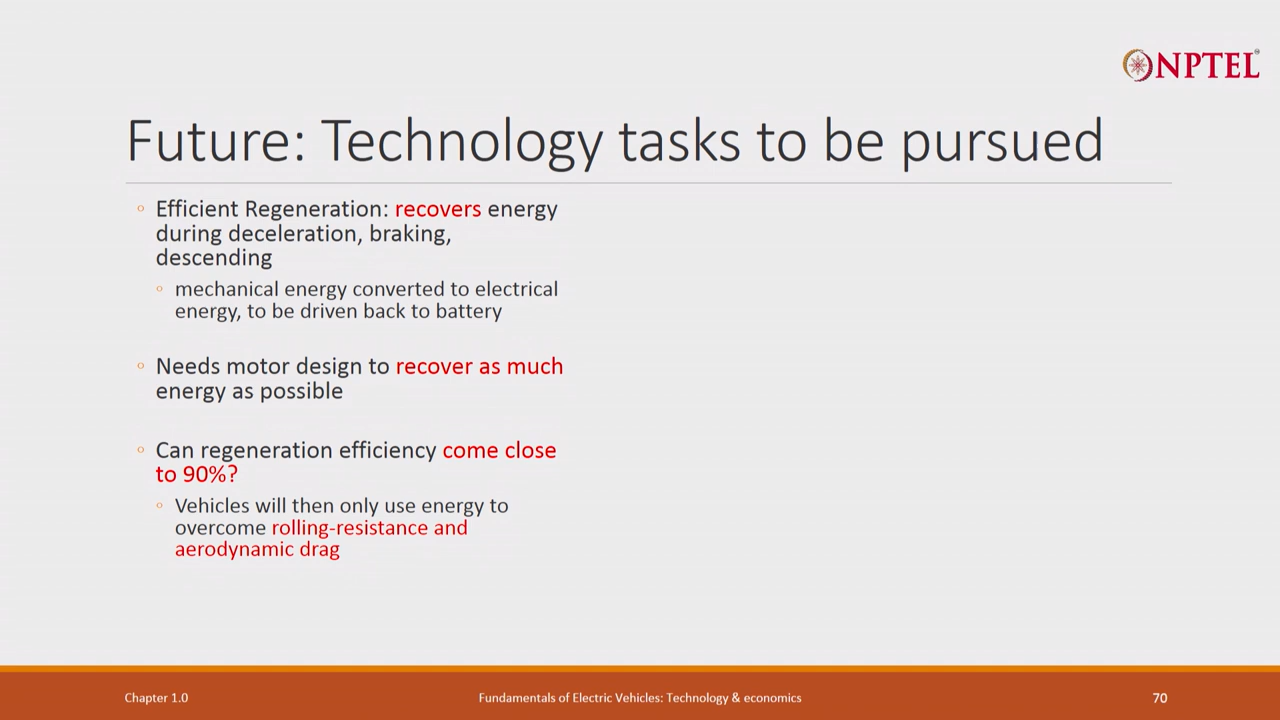 NPTEL
Future: Technology tasks to be pursued
Efficient Regeneration: recovers energy
during deceleration, braking,
descending
mechanical energy converted to electrical
energy, to be driven back to battery
Needs motor design to recover as much
energy as possible
Can regeneration efficiency come close
to 90%?
Vehicles will then only use energy to
overcome rolling-resistance and
aerodynamic drag
Chapter 1.0
Fundamentals of Electric Vehicles: Technology & economics
70